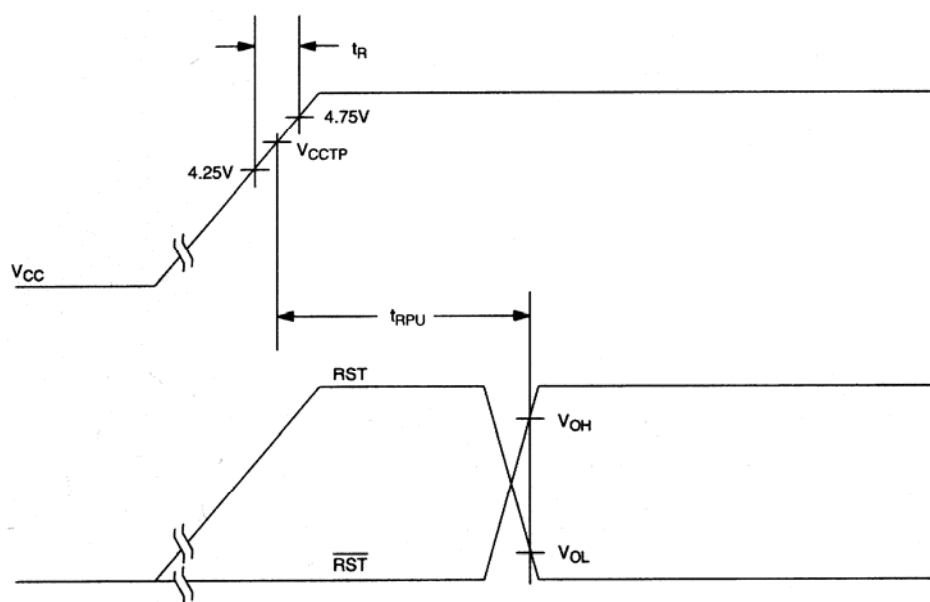 tR
4.75V
VCCTP
4.25V
VCC
tRPU
RST
VOH
RST
VOL